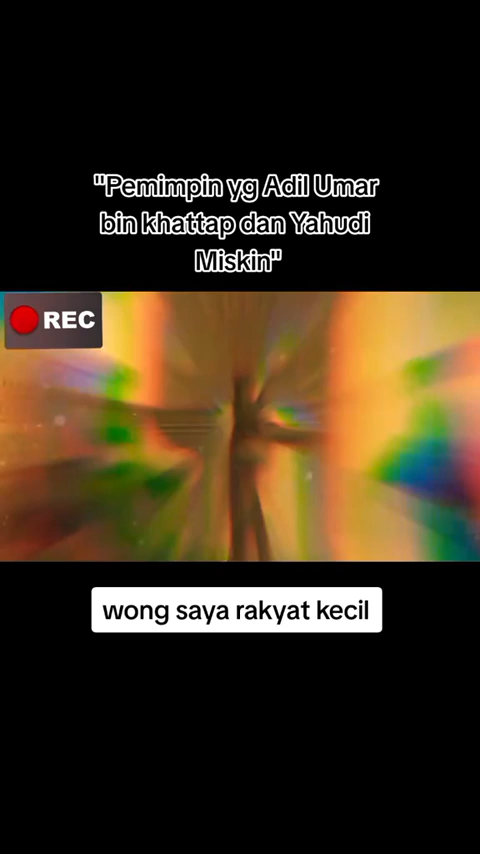 "Pemimpin yg Adil Umar
bin khattap dan Yahudi
Miskin"
REC
wong saya rakyat kecil